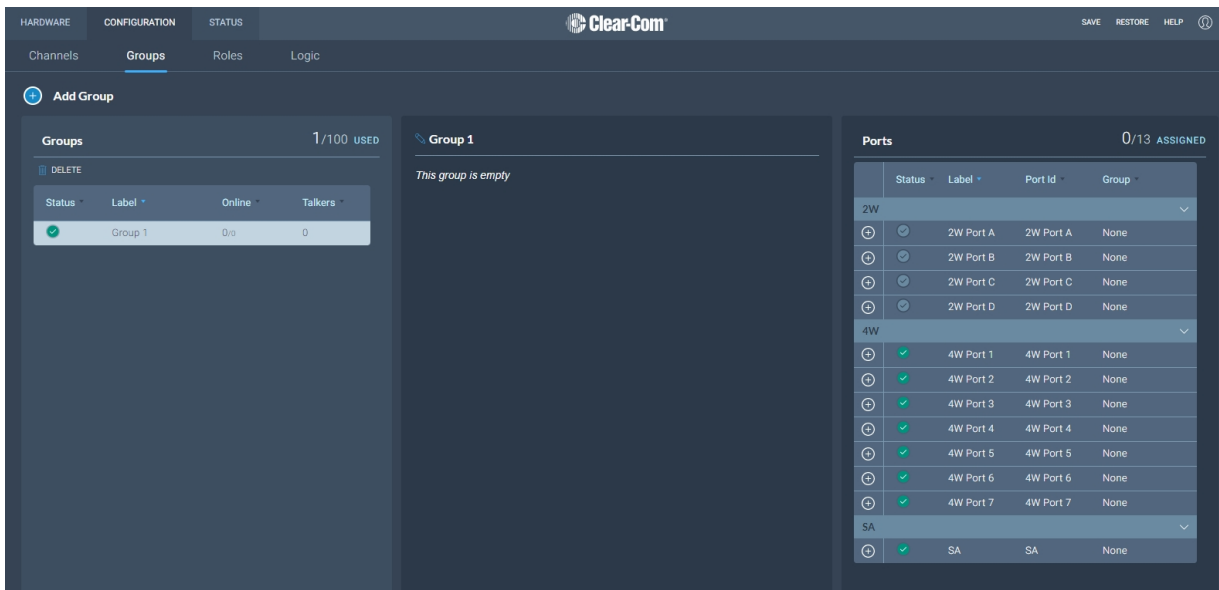 HARDWARE CONFIGURATION STATUS Clear-Com SAVE RESTORE HELP
Channels Groups Roles Logic
Add Group
Groups 1/100 USED
DELETE
Status Label Online Talkers
Group 1 0/0 0
Group 1
This group is empty
Ports 0/13 ASSIGNED
Status Label Port Id Group
2W
2W Port A 2W Port A None
2W Port B 2W Port B None
2W Port C 2W Port C None
2W Port D 2W Port D None
4W
4W Port 1 4W Port 1 None
4W Port 2 4W Port 2 None
4W Port 3 4W Port 3 None
4W Port 4 4W Port 4 None
4W Port 5 4W Port 5 None
4W Port 6 4W Port 6 None
4W Port 7 4W Port 7 None
SA
SA SA None